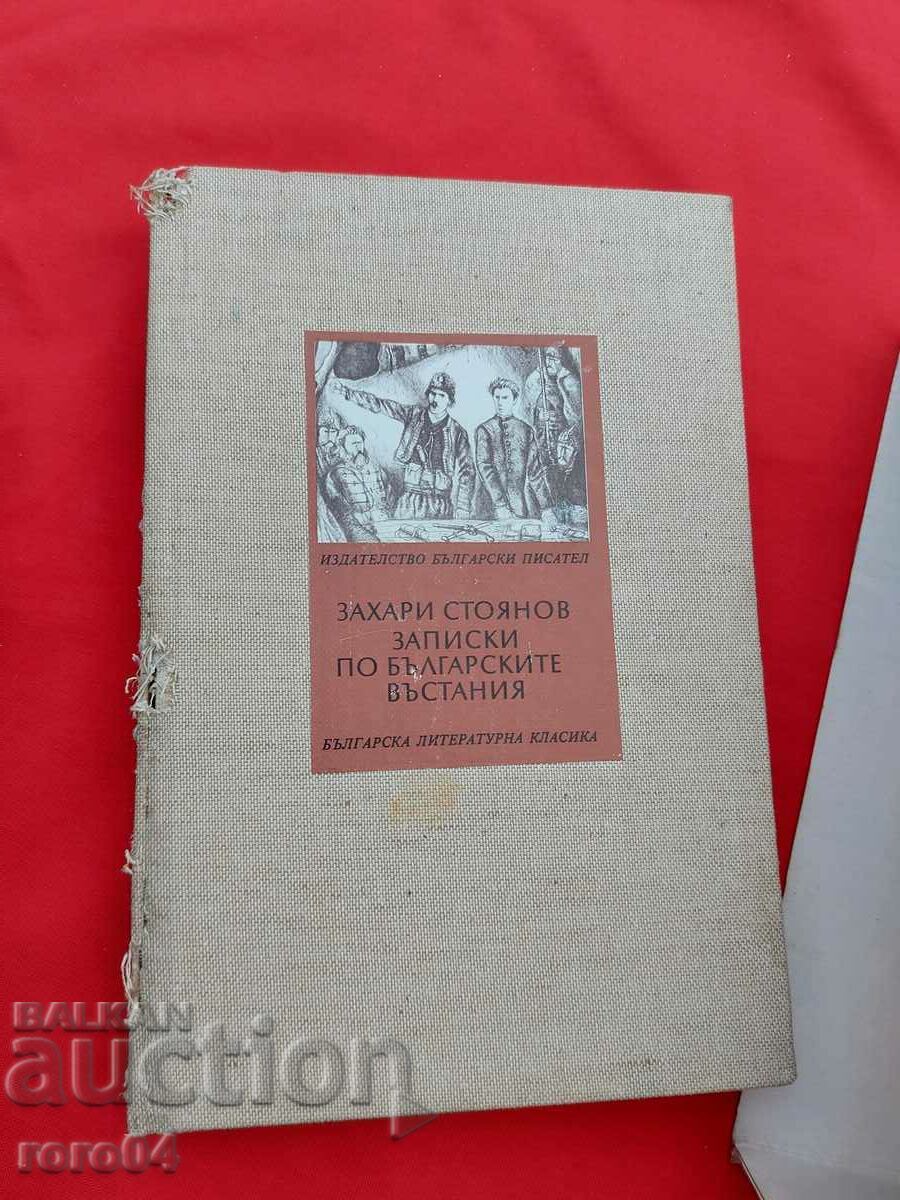 ИЗДАТЕЛСТВО БЪЛГАРСКИ ПИСАТЕЛ
ЗАХАРИ СТОЯНОВ
ЗАПИСКИ
ПО БЪЛГАРСКИТЕ
ВЪСТАНИЯ
БЪЛГАРСКА ЛИТЕРАТУРНА КЛАСИКА
BALKAN
auction
roro04